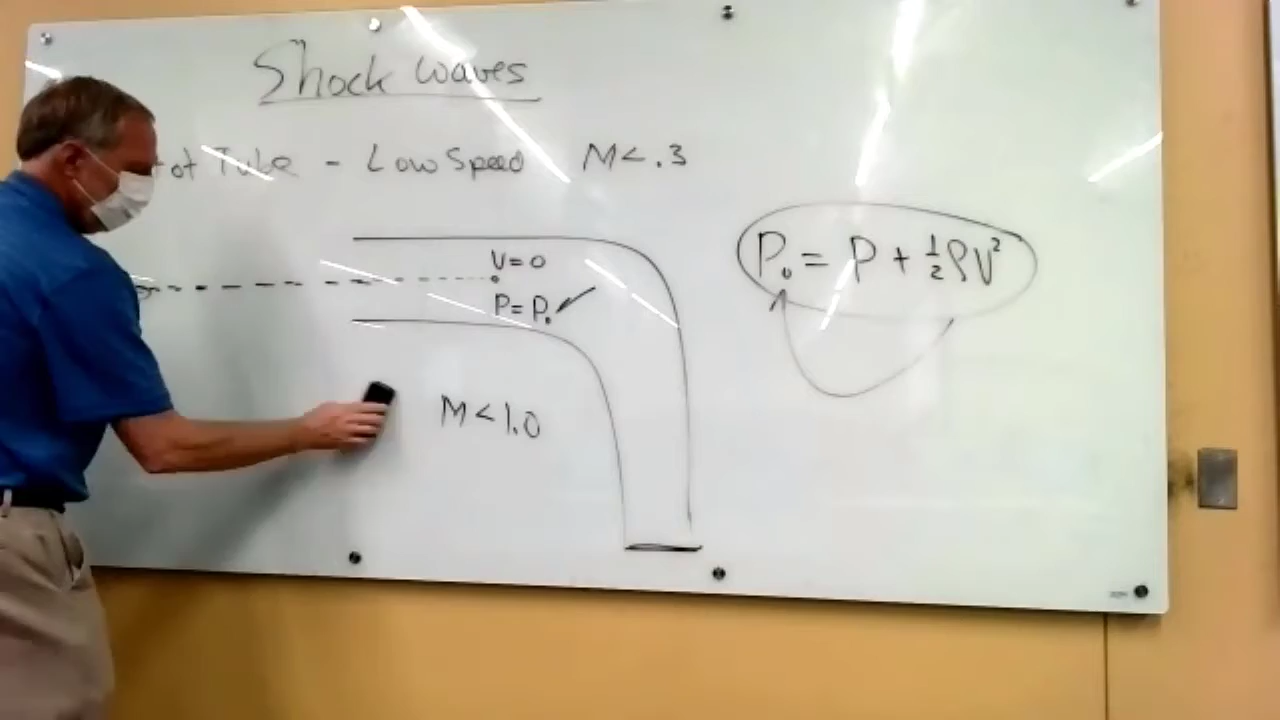 Shock Waves
ot Tube - Low Speed M<.3
V=0
P=P₀
P₀ = P + ½ρV²
M<1.0